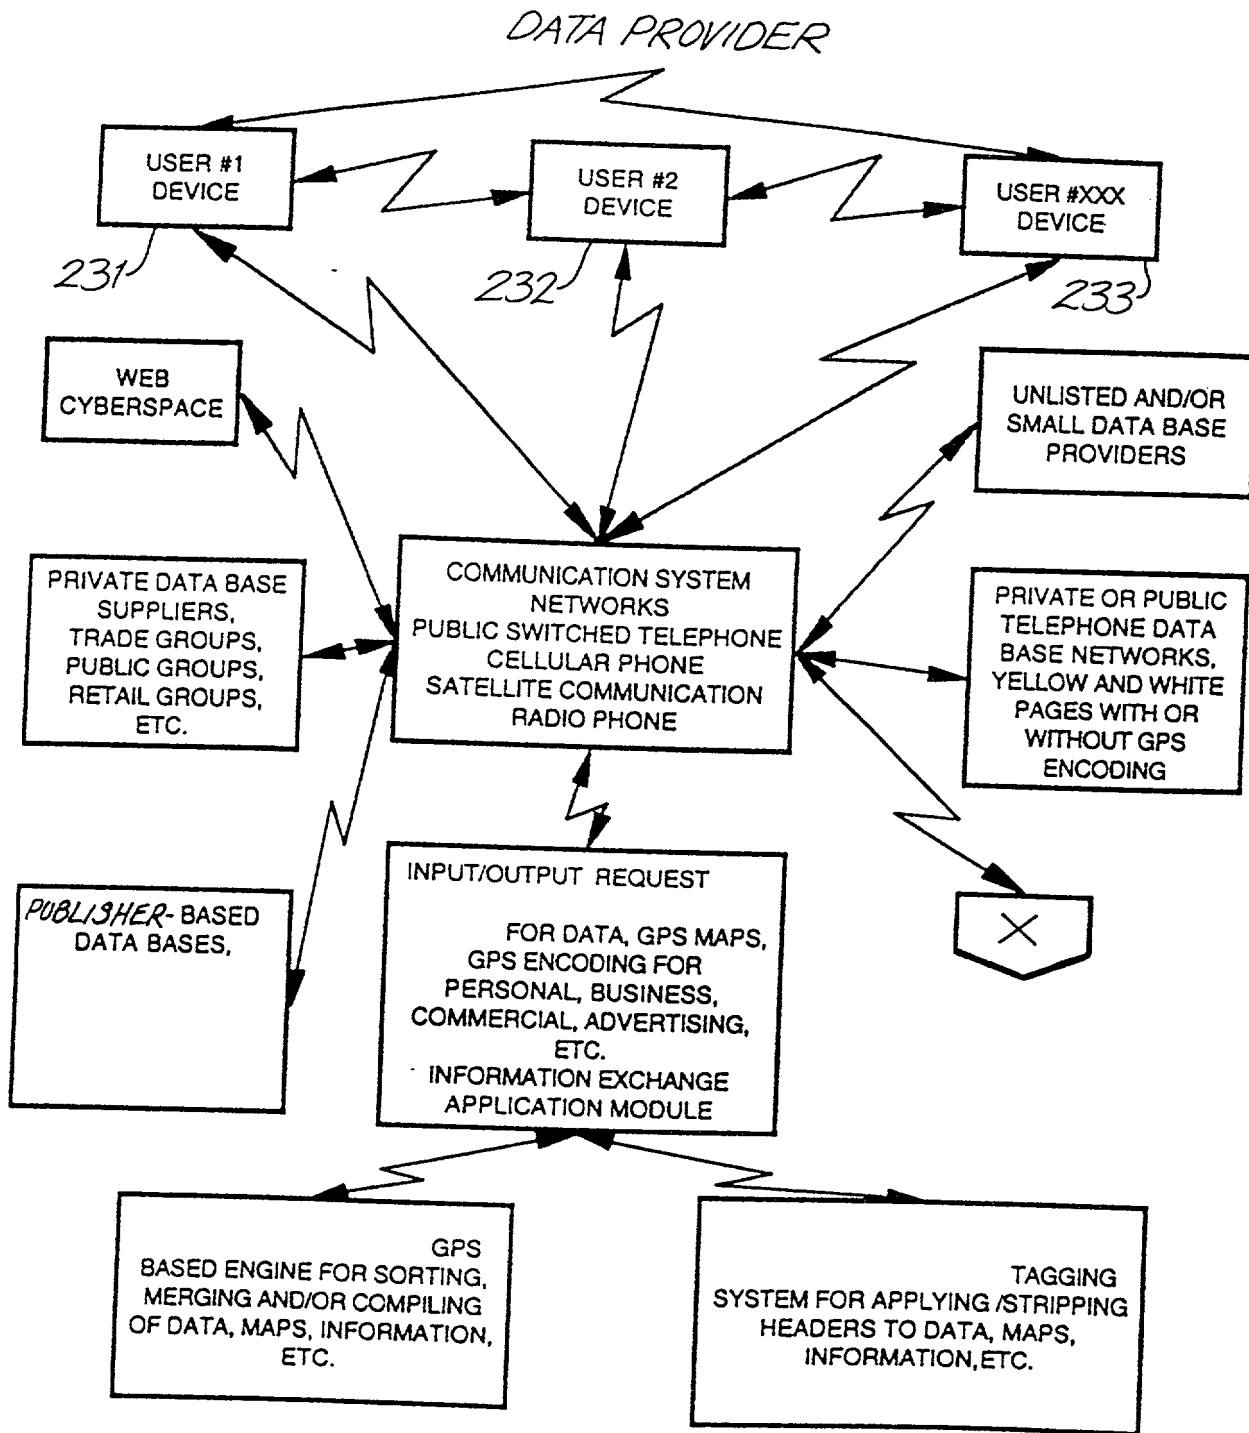 DATA PROVIDER
USER #1
DEVICE
USER #2
DEVICE
USER #XXX
DEVICE
231
232
233
WEB
CYBERSPACE
UNLISTED AND/OR
SMALL DATA BASE
PROVIDERS
PRIVATE DATA BASE
SUPPLIERS,
TRADE GROUPS,
PUBLIC GROUPS,
RETAIL GROUPS,
ETC.
COMMUNICATION SYSTEM
NETWORKS
PUBLIC SWITCHED TELEPHONE
CELLULAR PHONE
SATELLITE COMMUNICATION
RADIO PHONE
PRIVATE OR PUBLIC
TELEPHONE DATA
BASE NETWORKS,
YELLOW AND WHITE
PAGES WITH OR
WITHOUT GPS
ENCODING
PUBLISHER-BASED
DATA BASES,
INPUT/OUTPUT REQUEST
FOR DATA, GPS MAPS,
GPS ENCODING FOR
PERSONAL, BUSINESS,
COMMERCIAL, ADVERTISING,
ETC.
INFORMATION EXCHANGE
APPLICATION MODULE
X
GPS
BASED ENGINE FOR SORTING,
MERGING AND/OR COMPILING
OF DATA, MAPS, INFORMATION,
ETC.
TAGGING
SYSTEM FOR APPLYING /STRIPPING
HEADERS TO DATA, MAPS,
INFORMATION,ETC.